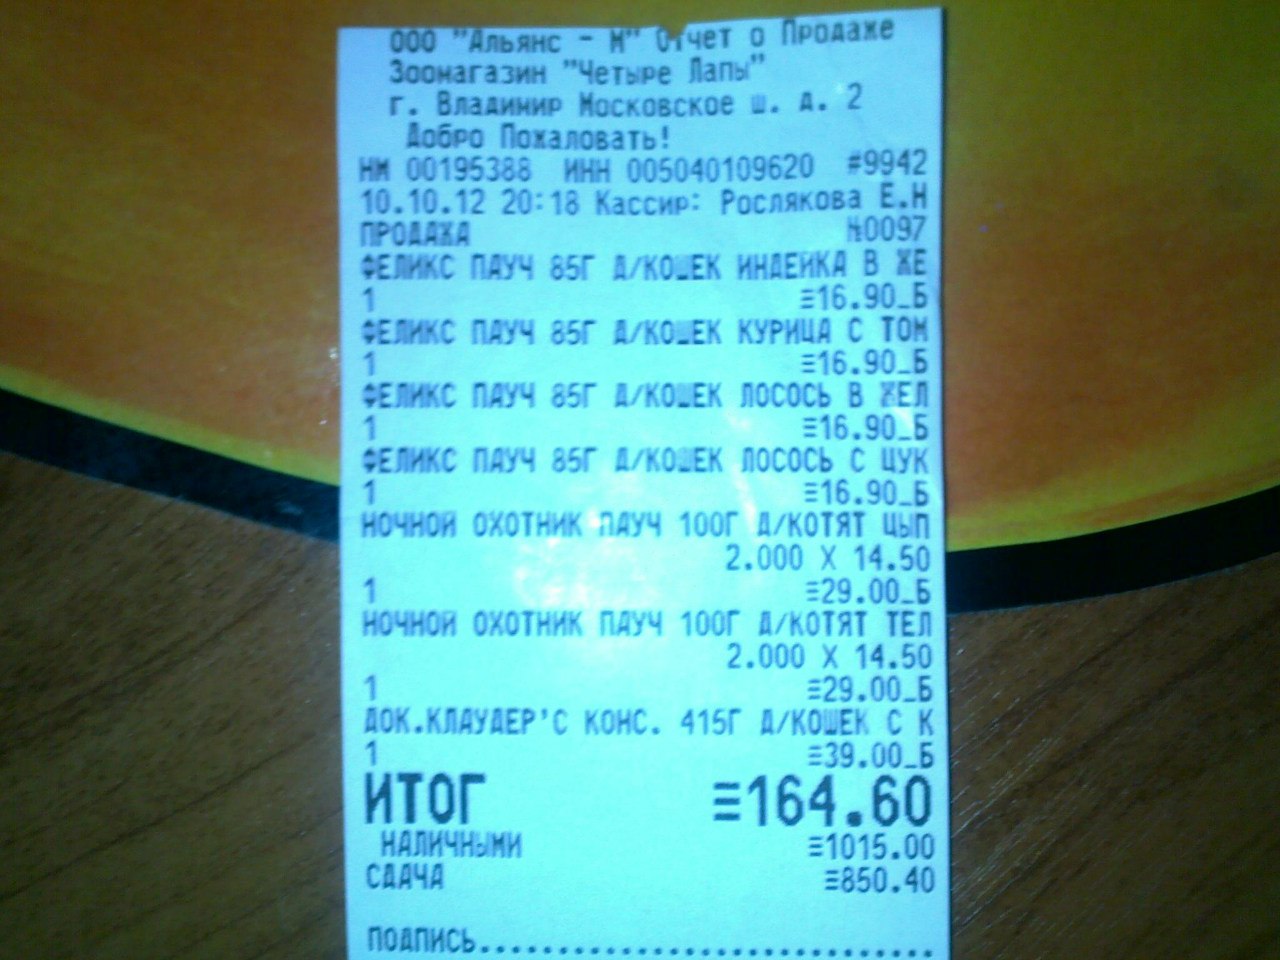 ООО "Альянс - М" Отчет о Продаже
Зоомагазин "Четыре Лапы"
г. Владимир Московское ш. д. 2
Добро Пожаловать!
НМ 00195388 ИНН 005040109620 #9942
10.10.12 20:18 Кассир: Рослякова Е.Н
ПРОДАЖА №0097
ФЕЛИКС ПАУЧ 85Г Д/КОШЕК ИНДЕЙКА В ЖЕ
1 ≡16.90_Б
ФЕЛИКС ПАУЧ 85Г Д/КОШЕК КУРИЦА С ТОМ
1 ≡16.90_Б
ФЕЛИКС ПАУЧ 85Г Д/КОШЕК ЛОСОСЬ В ЖЕЛ
1 ≡16.90_Б
ФЕЛИКС ПАУЧ 85Г Д/КОШЕК ЛОСОСЬ С ЦУК
1 ≡16.90_Б
НОЧНОЙ ОХОТНИК ПАУЧ 100Г Д/КОТЯТ ЦЫП
2.000 X 14.50
1 ≡29.00_Б
НОЧНОЙ ОХОТНИК ПАУЧ 100Г Д/КОТЯТ ТЕЛ
2.000 X 14.50
1 ≡29.00_Б
ДОК.КЛАУДЕР'С КОНС. 415Г Д/КОШЕК С К
1 ≡39.00_Б
ИТОГ ≡164.60
НАЛИЧНЫМИ ≡1015.00
СДАЧА ≡850.40
ПОДПИСЬ.............................